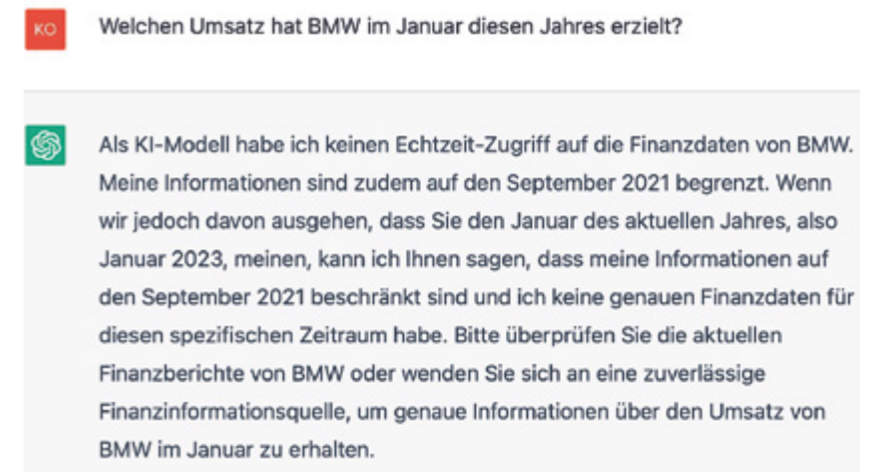 KO
Welchen Umsatz hat BMW im Januar diesen Jahres erzielt?
Als KI-Modell habe ich keinen Echtzeit-Zugriff auf die Finanzdaten von BMW.
Meine Informationen sind zudem auf den September 2021 begrenzt. Wenn
wir jedoch davon ausgehen, dass Sie den Januar des aktuellen Jahres, also
Januar 2023, meinen, kann ich Ihnen sagen, dass meine Informationen auf
den September 2021 beschränkt sind und ich keine genauen Finanzdaten für
diesen spezifischen Zeitraum habe. Bitte überprüfen Sie die aktuellen
Finanzberichte von BMW oder wenden Sie sich an eine zuverlässige
Finanzinformationsquelle, um genaue Informationen über den Umsatz von
BMW im Januar zu erhalten.